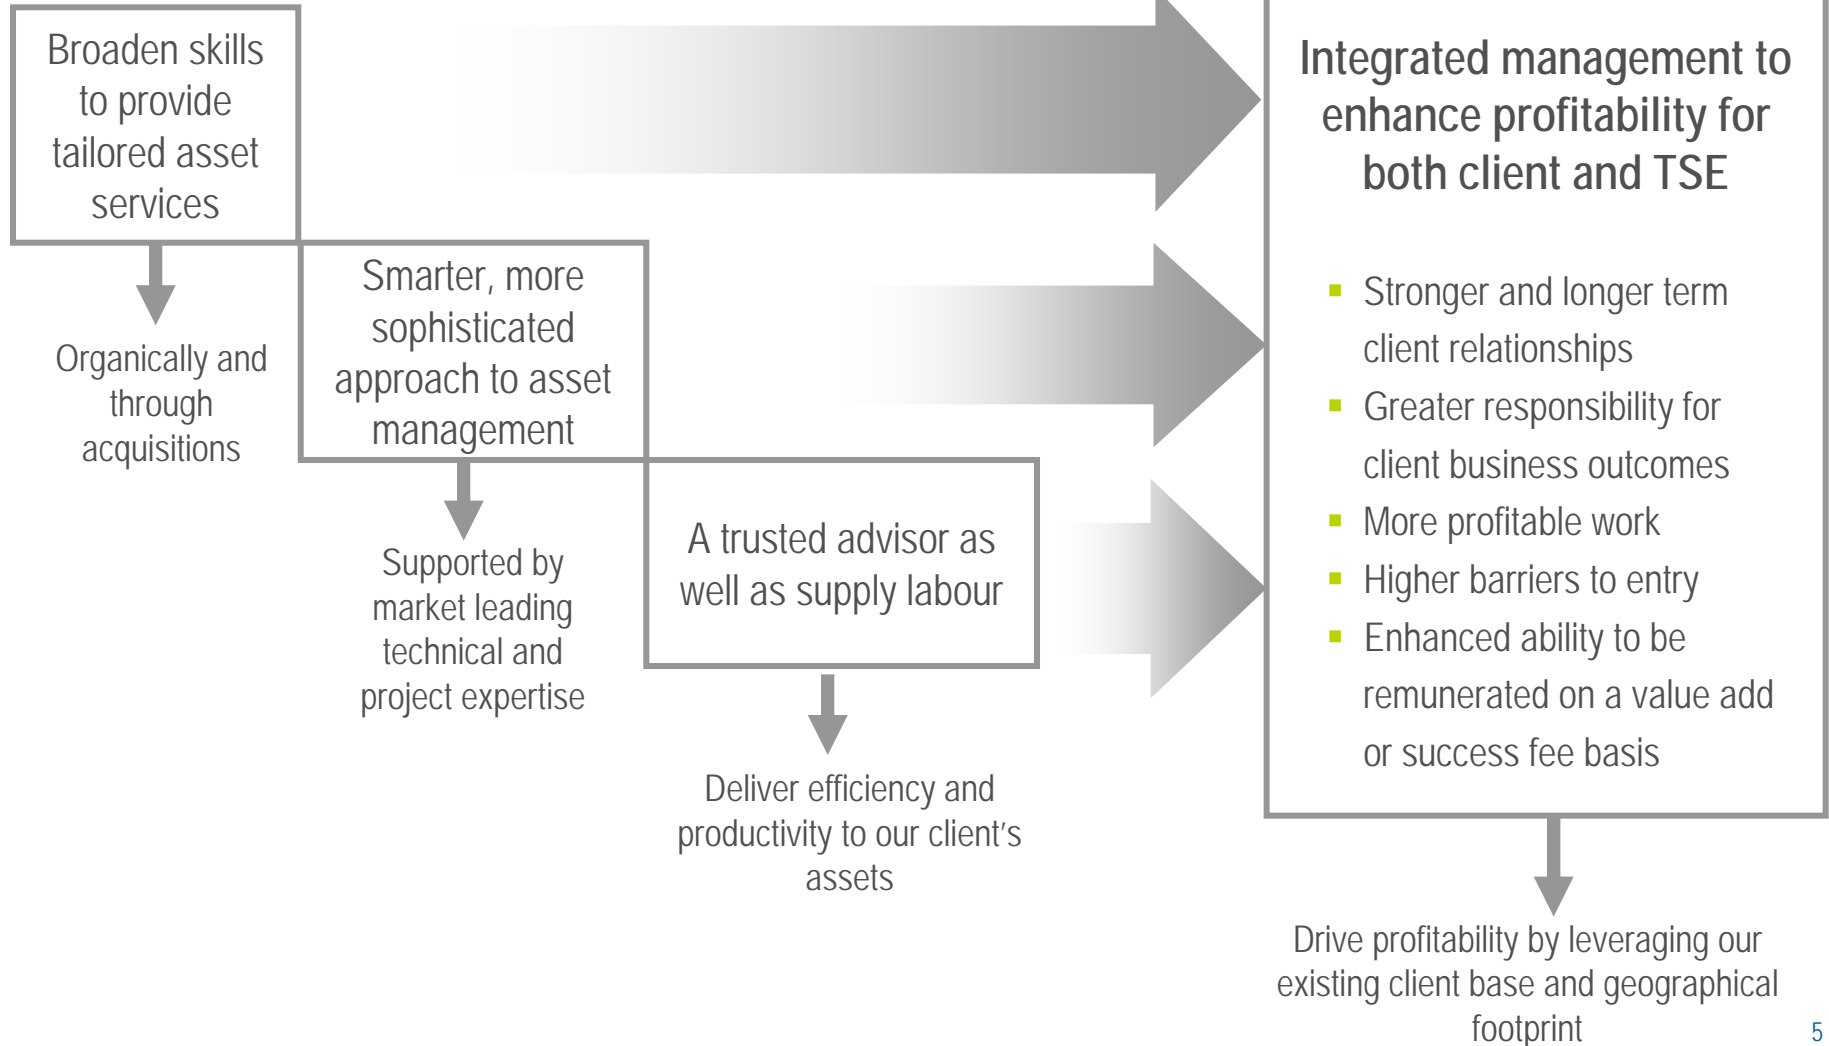 Broaden skills
to provide
tailored asset
services
Organically and
through
acquisitions
Smarter, more
sophisticated
approach to asset
management
Supported by
market leading
technical and
project expertise
A trusted advisor as
well as supply labour
Deliver efficiency and
productivity to our client's
assets
Integrated management to
enhance profitability for
both client and TSE
Stronger and longer term
client relationships
Greater responsibility for
client business outcomes
More profitable work
Higher barriers to entry
Enhanced ability to be
remunerated on a value add
or success fee basis
Drive profitability by leveraging our
existing client base and geographical
footprint
5